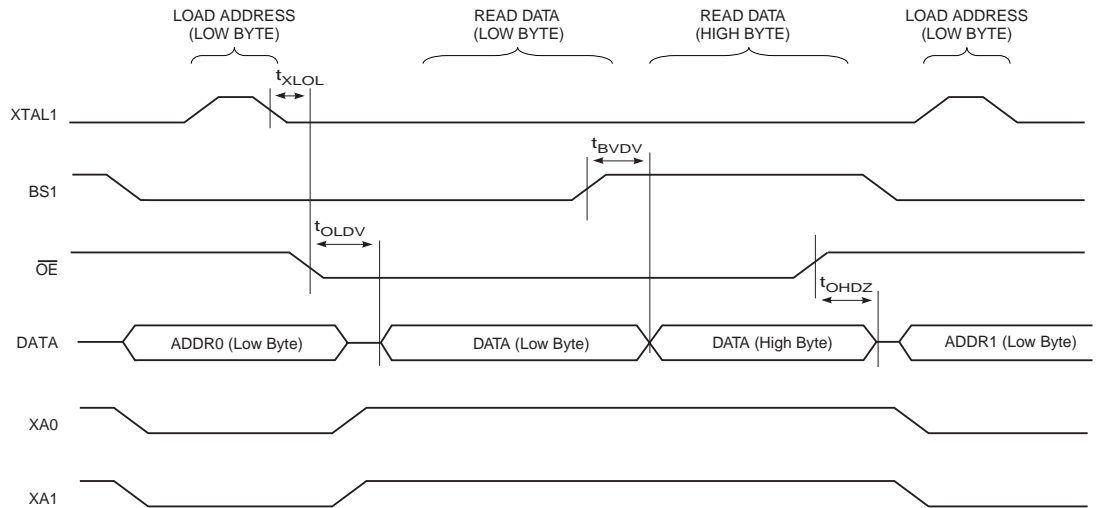 LOAD ADDRESS
(LOW BYTE)
READ DATA
(LOW BYTE)
READ DATA
(HIGH BYTE)
LOAD ADDRESS
(LOW BYTE)
tXLOL
XTAL1
tBVDV
BS1
tOLDV
OE
tOHDZ
DATA
ADDR0 (Low Byte)
DATA (Low Byte)
DATA (High Byte)
ADDR1 (Low Byte)
XA0
XA1